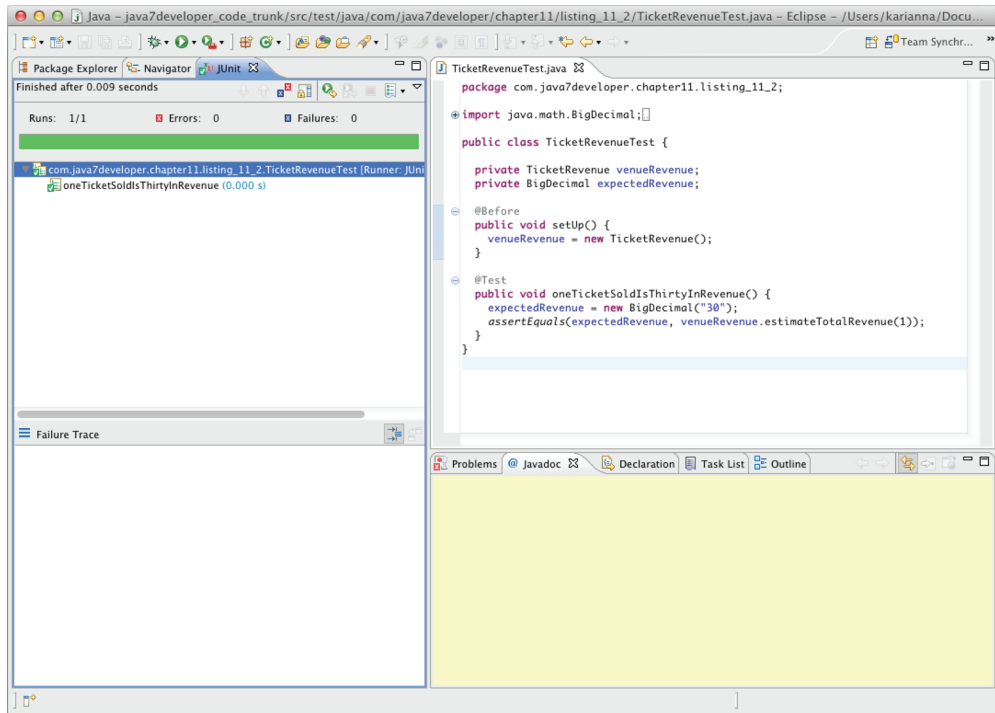 Java – java7developer_code_trunk/src/test/java/com/java7developer/chapter11/listing_11_2/TicketRevenueTest.java – Eclipse – /Users/karianna/Docu...
Team Synchr...
Package Explorer
Navigator
JUnit
Finished after 0.009 seconds
Runs: 1/1
Errors: 0
Failures: 0
com.java7developer.chapter11.listing_11_2.TicketRevenueTest [Runner: JUni
oneTicketSoldIsThirtyInRevenue (0.000 s)
Failure Trace
TicketRevenueTest.java
package com.java7developer.chapter11.listing_11_2;
import java.math.BigDecimal;
public class TicketRevenueTest {
private TicketRevenue venueRevenue;
private BigDecimal expectedRevenue;
@Before
public void setUp() {
venueRevenue = new TicketRevenue();
}
@Test
public void oneTicketSoldIsThirtyInRevenue() {
expectedRevenue = new BigDecimal("30");
assertEquals(expectedRevenue, venueRevenue.estimateTotalRevenue(1));
}
}
Problems
@ Javadoc
Declaration
Task List
Outline